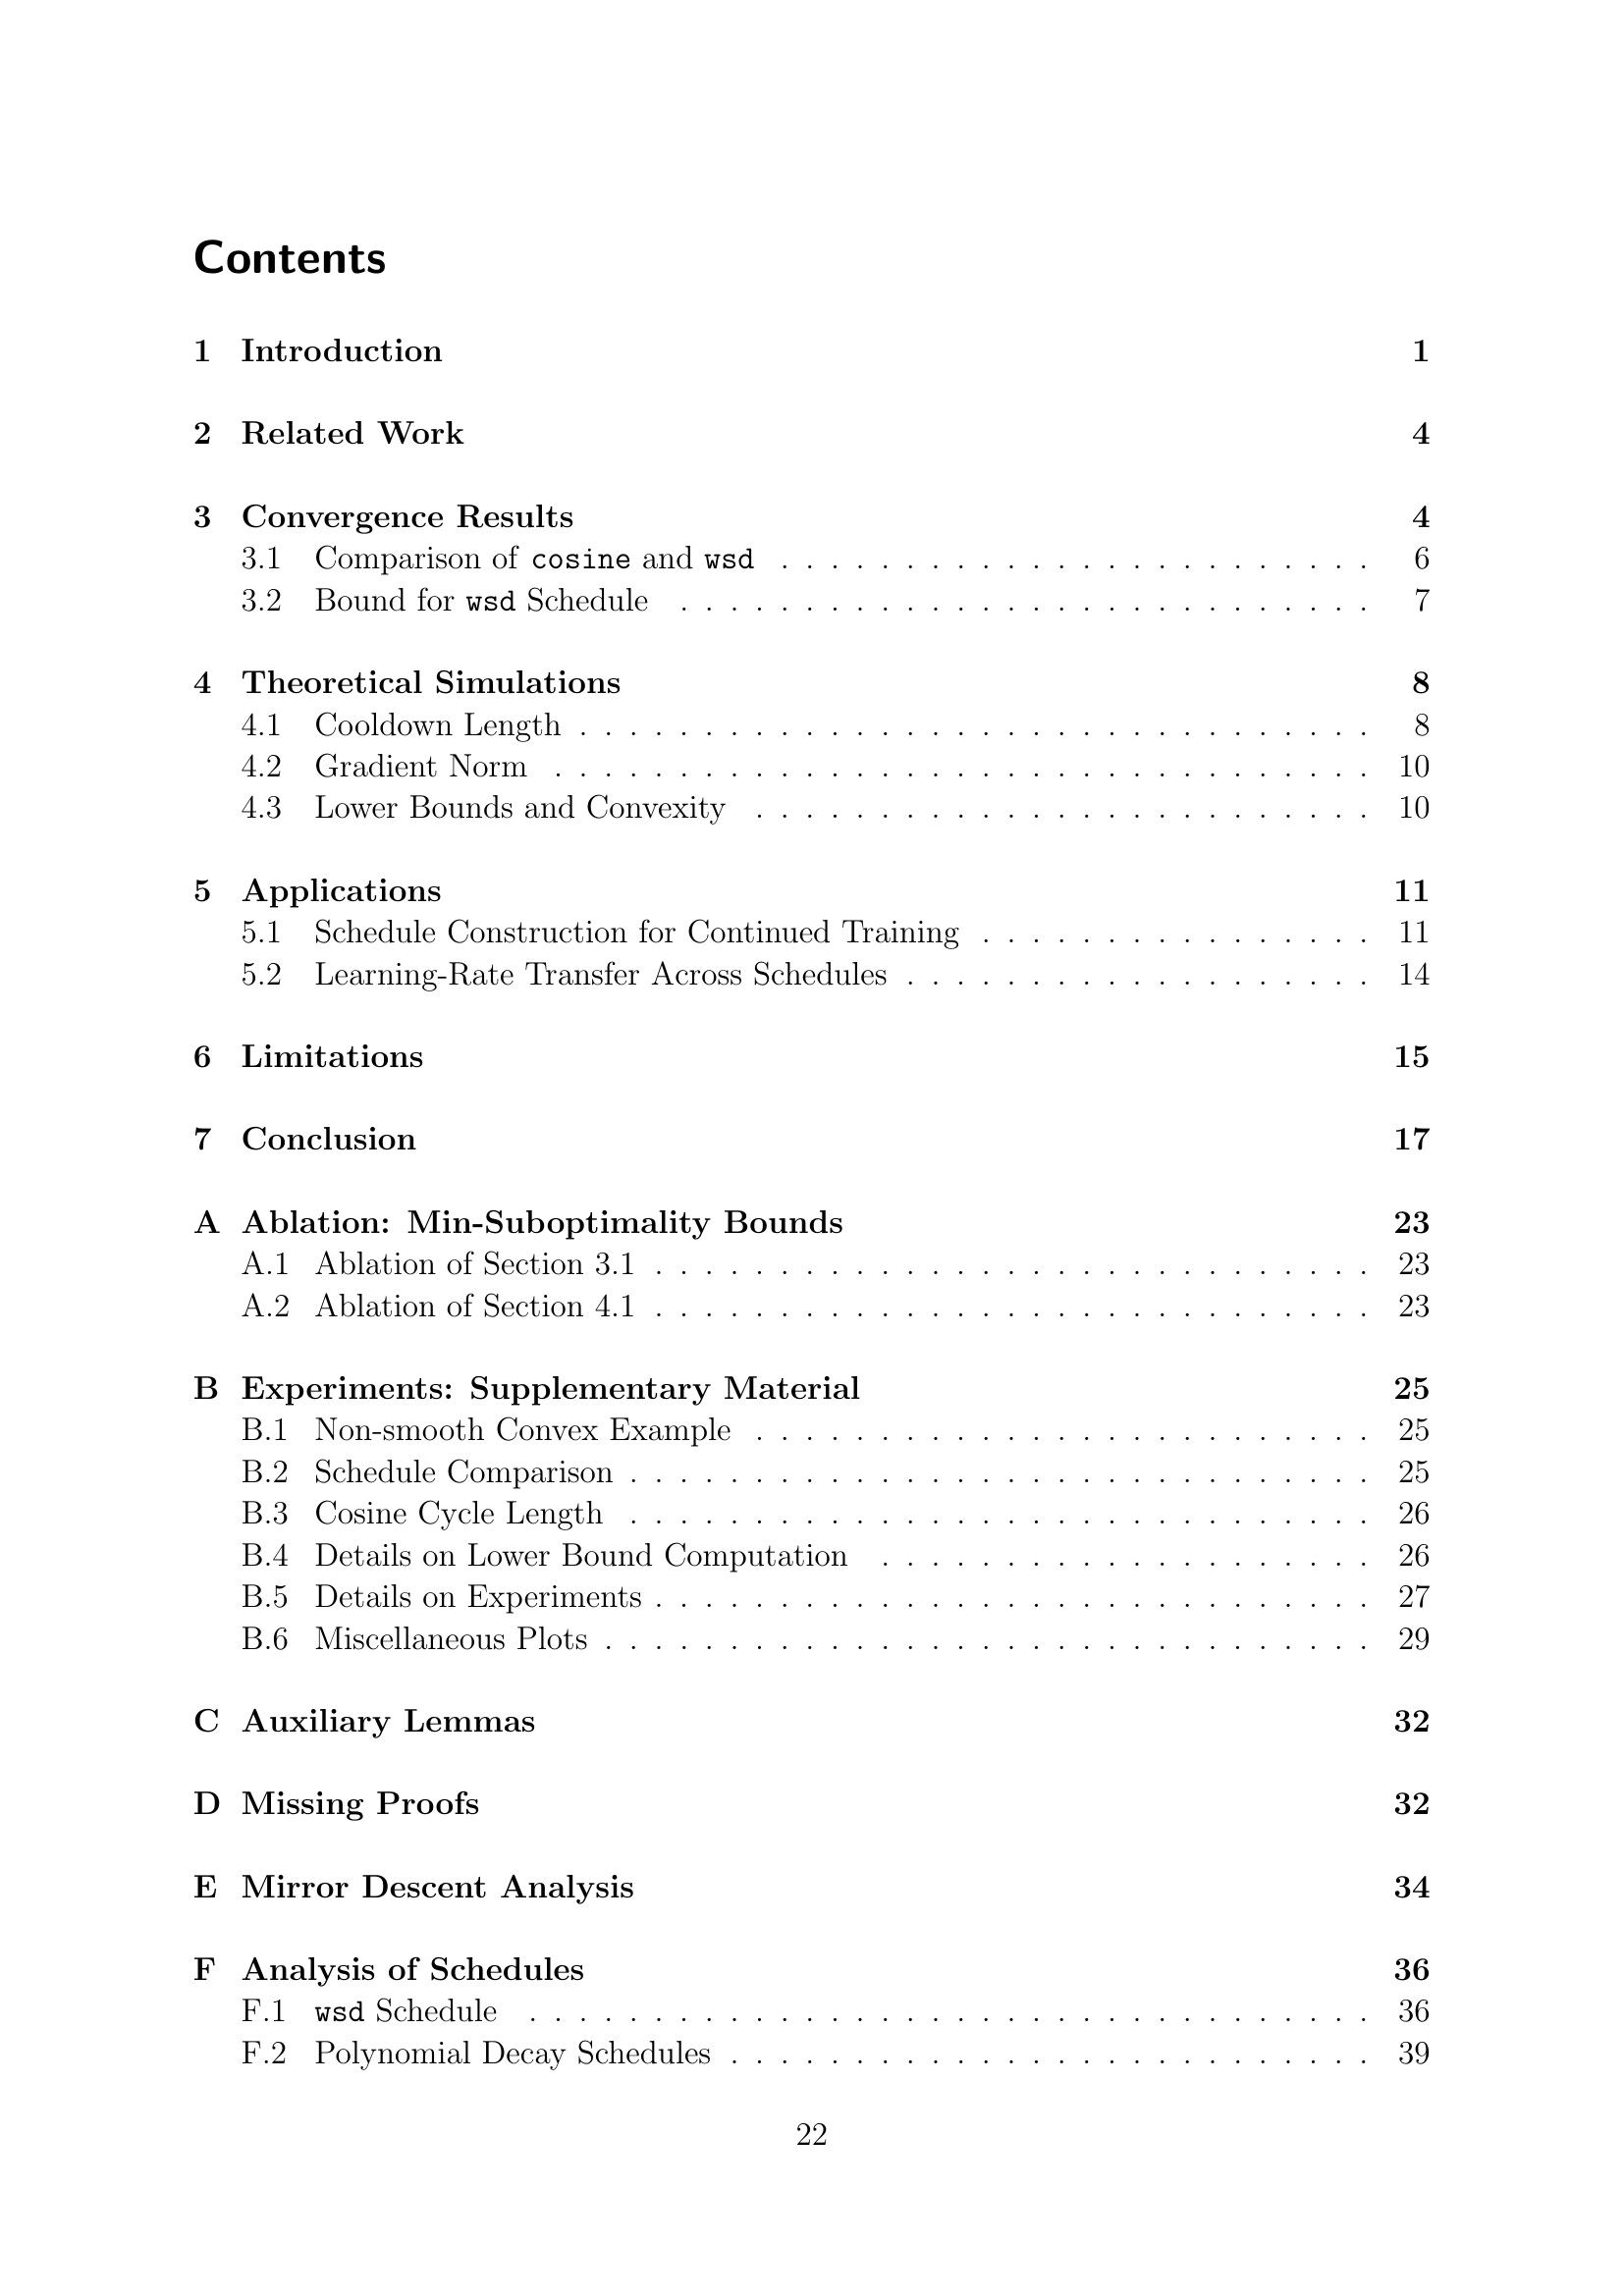 Contents
1 Introduction 1
2 Related Work 4
3 Convergence Results 4
3.1 Comparison of cosine and wsd . . . . . . . . . . . . . . . . . . . . . . . . 6
3.2 Bound for wsd Schedule . . . . . . . . . . . . . . . . . . . . . . . . . . . . 7
4 Theoretical Simulations 8
4.1 Cooldown Length . . . . . . . . . . . . . . . . . . . . . . . . . . . . . . . . 8
4.2 Gradient Norm . . . . . . . . . . . . . . . . . . . . . . . . . . . . . . . . . 10
4.3 Lower Bounds and Convexity . . . . . . . . . . . . . . . . . . . . . . . . . 10
5 Applications 11
5.1 Schedule Construction for Continued Training . . . . . . . . . . . . . . . . 11
5.2 Learning-Rate Transfer Across Schedules . . . . . . . . . . . . . . . . . . . 14
6 Limitations 15
7 Conclusion 17
A Ablation: Min-Suboptimality Bounds 23
A.1 Ablation of Section 3.1 . . . . . . . . . . . . . . . . . . . . . . . . . . . . . 23
A.2 Ablation of Section 4.1 . . . . . . . . . . . . . . . . . . . . . . . . . . . . . 23
B Experiments: Supplementary Material 25
B.1 Non-smooth Convex Example . . . . . . . . . . . . . . . . . . . . . . . . . 25
B.2 Schedule Comparison . . . . . . . . . . . . . . . . . . . . . . . . . . . . . . 25
B.3 Cosine Cycle Length . . . . . . . . . . . . . . . . . . . . . . . . . . . . . . 26
B.4 Details on Lower Bound Computation . . . . . . . . . . . . . . . . . . . . 26
B.5 Details on Experiments . . . . . . . . . . . . . . . . . . . . . . . . . . . . . 27
B.6 Miscellaneous Plots . . . . . . . . . . . . . . . . . . . . . . . . . . . . . . . 29
C Auxiliary Lemmas 32
D Missing Proofs 32
E Mirror Descent Analysis 34
F Analysis of Schedules 36
F.1 wsd Schedule . . . . . . . . . . . . . . . . . . . . . . . . . . . . . . . . . . 36
F.2 Polynomial Decay Schedules . . . . . . . . . . . . . . . . . . . . . . . . . . 39
22